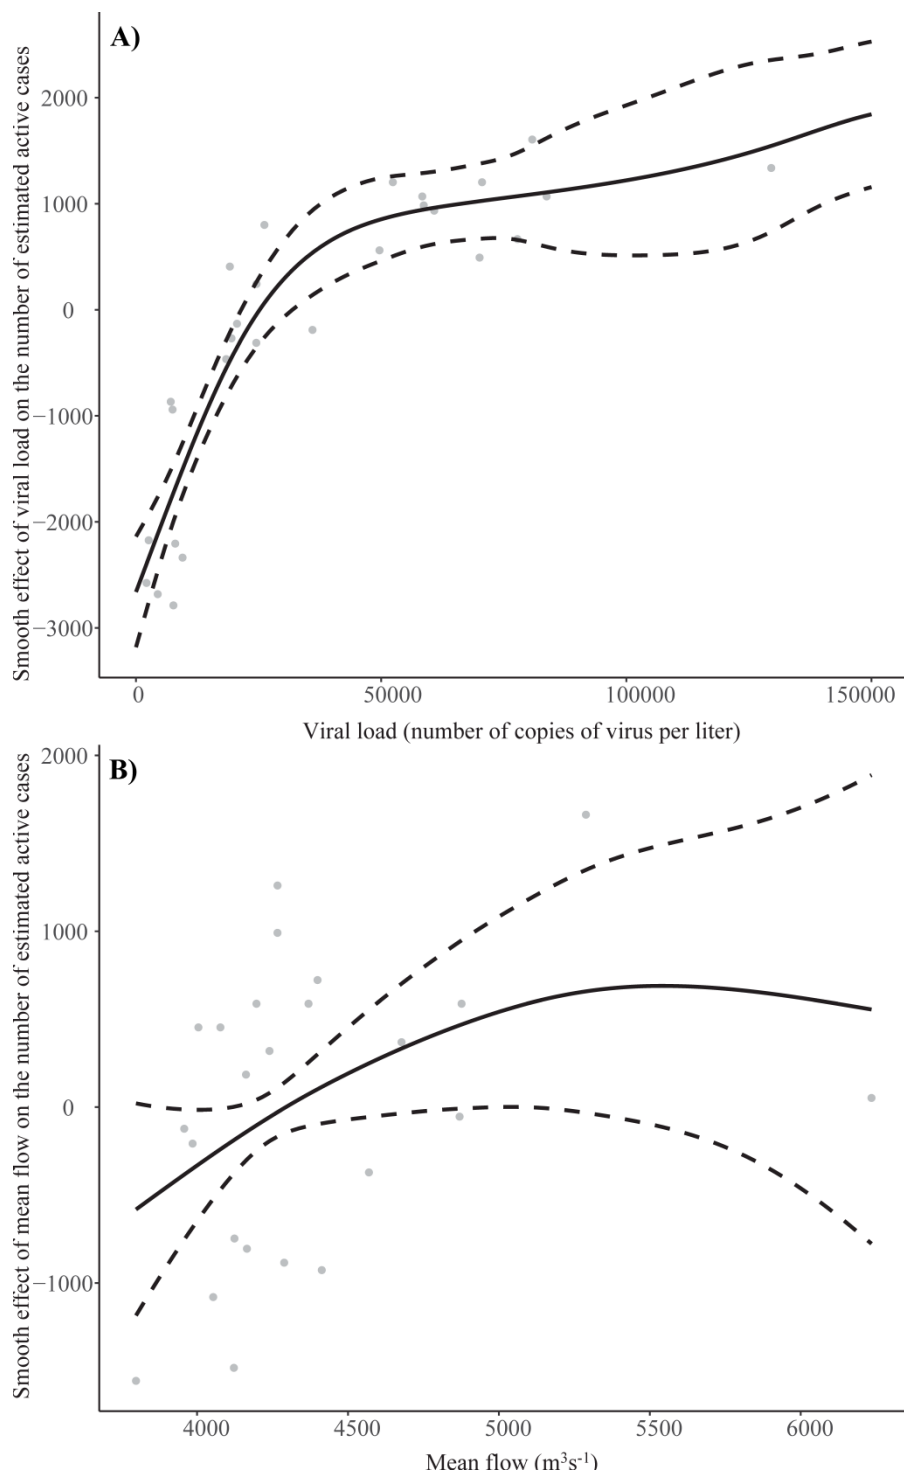 A)
Smooth effect of viral load on the number of estimated active cases
2000
1000
0
−1000
−2000
−3000
0 50000 100000 150000
Viral load (number of copies of virus per liter)
B)
Smooth effect of mean flow on the number of estimated active cases
2000
1000
0
−1000
4000 4500 5000 5500 6000
Mean flow (m³s⁻¹)